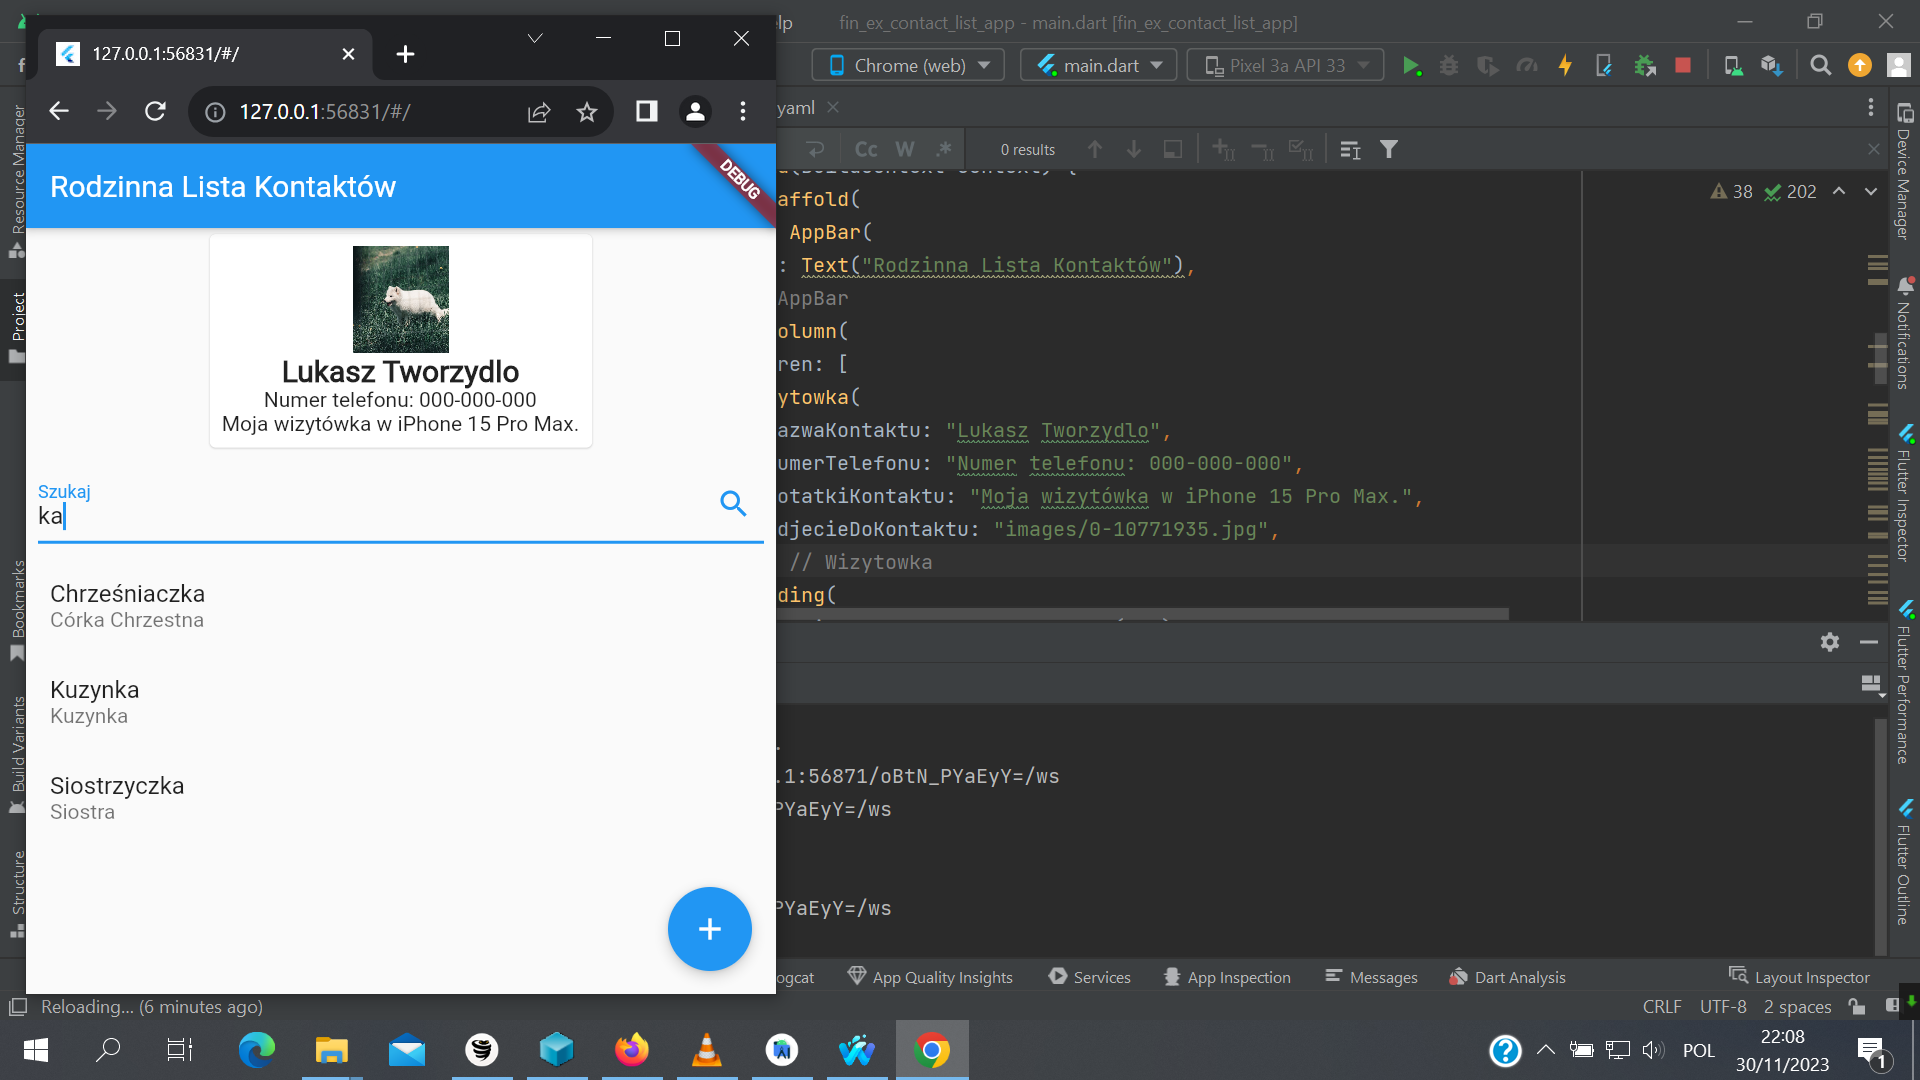 lp
fin_ex_contact_list_app - main.dart [fin_ex_contact_list_app]
127.0.0.1:56831/#/
Chrome (web)
main.dart
Pixel 3a API 33
127.0.0.1:56831/#/
yaml
Cc
W
.*
0 results
Rodzinna Lista Kontaktów
DEBUG
38
202
affold(
AppBar(
: Text("Rodzinna Lista Kontaktów"),
AppBar
olumn(
ren: [
ytowka(
azwaKontaktu: "Lukasz Tworzydlo",
umerTelefonu: "Numer telefonu: 000-000-000",
otatkiKontaktu: "Moja wizytówka w iPhone 15 Pro Max.",
djecieDoKontaktu: "images/0-10771935.jpg",
// Wizytowka
ding(
Lukasz Tworzydlo
Numer telefonu: 000-000-000
Moja wizytówka w iPhone 15 Pro Max.
Szukaj
ka
Chrześniaczka
Córka Chrzestna
Kuzynka
Kuzynka
Siostrzyczka
Siostra
+
.1:56871/oBtN_PYaEyY=/ws
PYaEyY=/ws
PYaEyY=/ws
Resource Manager
Project
Bookmarks
Build Variants
Structure
Device Manager
Notifications
Flutter Inspector
Flutter Performance
Flutter Outline
ogcat
App Quality Insights
Services
App Inspection
Messages
Dart Analysis
Layout Inspector
Reloading... (6 minutes ago)
CRLF
UTF-8
2 spaces
POL
22:08
30/11/2023
1